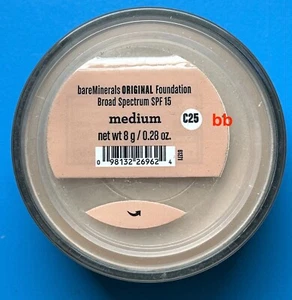 bareMinerals ORIGINAL Foundation
Broad Spectrum SPF 15
medium C25 bb
net wt 8 g / 0.28 oz.
0 98132 26962 4